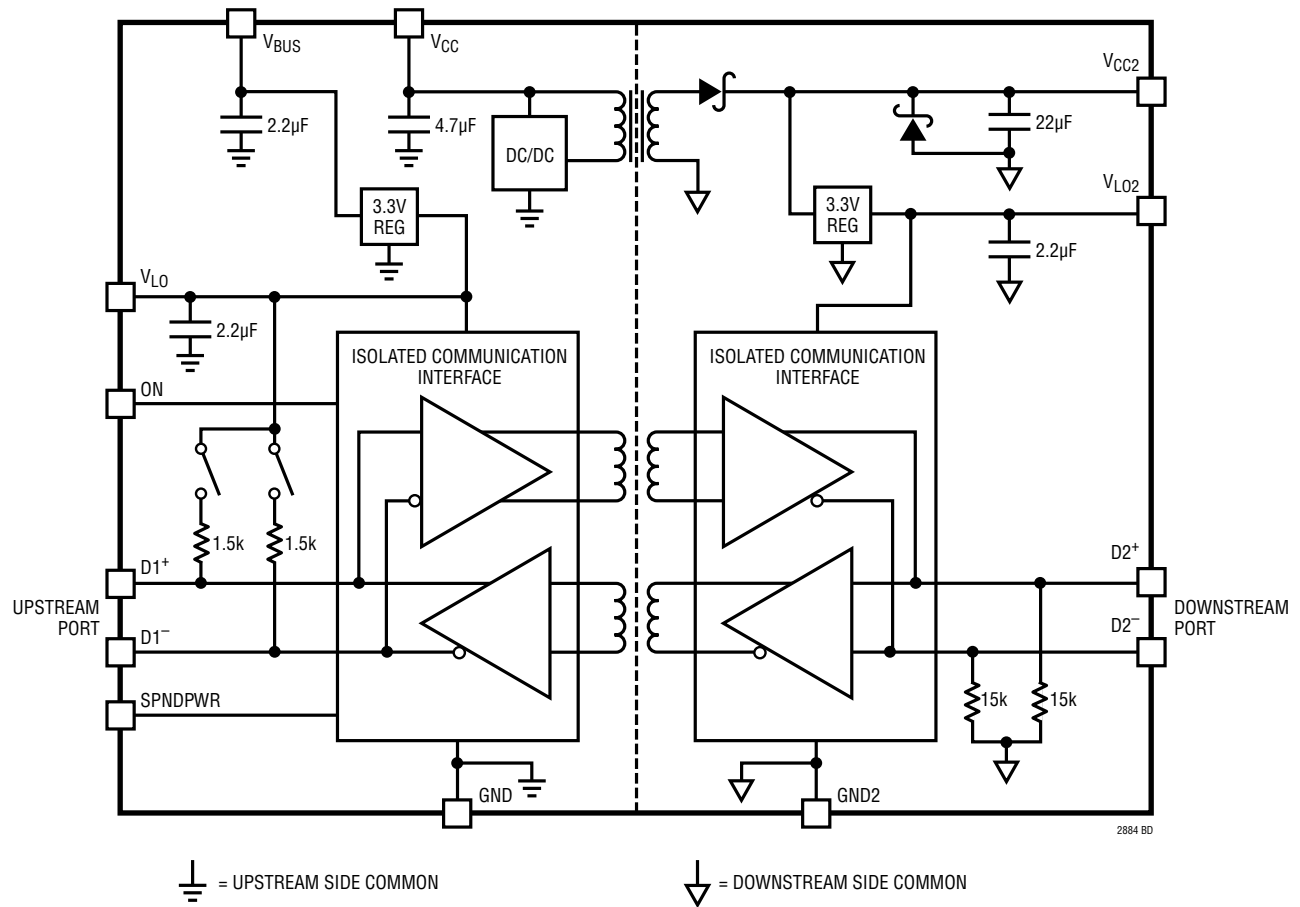 VBUS
VCC
VCC2
2.2µF
4.7µF
DC/DC
22µF
3.3V
REG
3.3V
REG
VLO2
2.2µF
VLO
2.2µF
ISOLATED COMMUNICATION
INTERFACE
ISOLATED COMMUNICATION
INTERFACE
ON
1.5k
1.5k
D1+
D2+
UPSTREAM
PORT
DOWNSTREAM
PORT
D1−
D2−
SPNDPWR
15k
15k
GND
GND2
2884 BD
= UPSTREAM SIDE COMMON
= DOWNSTREAM SIDE COMMON